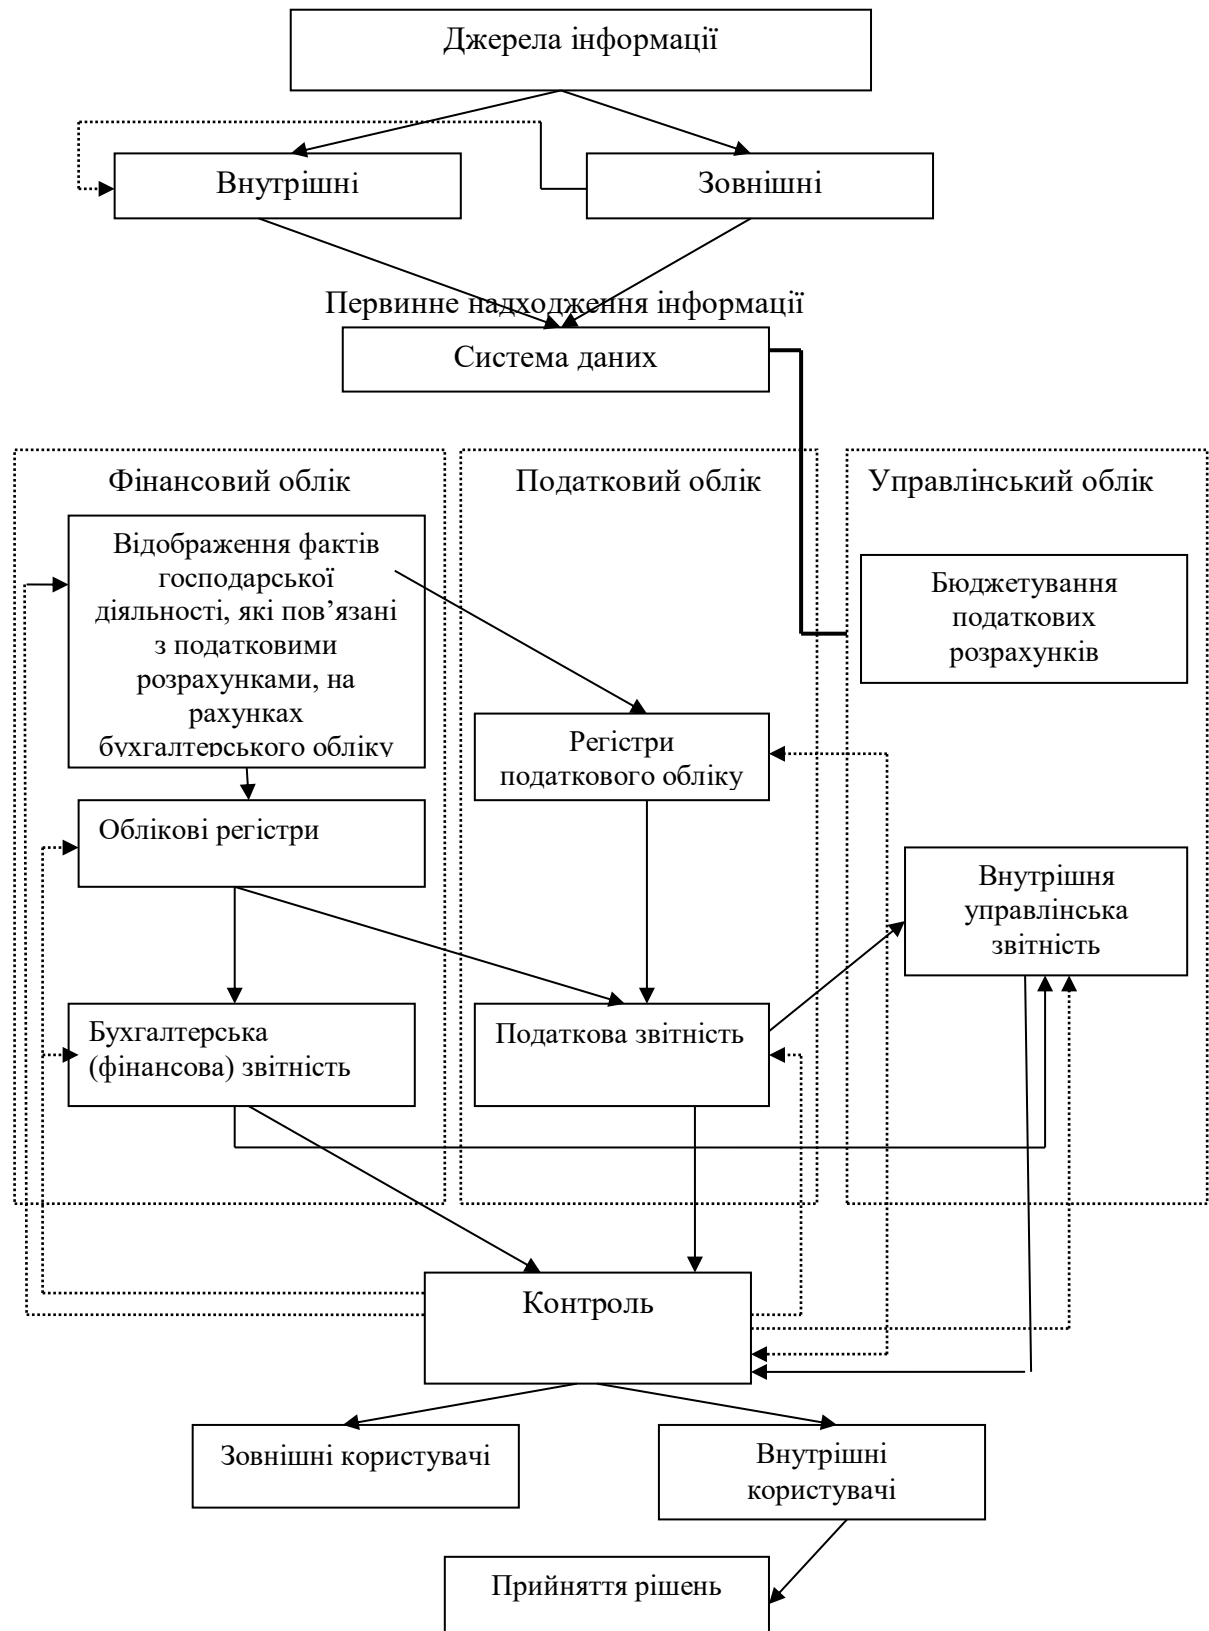 Джерела інформації
Внутрішні
Зовнішні
Первинне надходження інформації
Система даних
Фінансовий облік
Податковий облік
Управлінський облік
Відображення фактів
господарської
діяльності, які пов’язані
з податковими
розрахунками, на
рахунках
бухгалтерського обліку
Бюджетування
податкових
розрахунків
Регістри
податкового обліку
Облікові регістри
Внутрішня
управлінська
звітність
Бухгалтерська
(фінансова) звітність
Податкова звітність
Контроль
Зовнішні користувачі
Внутрішні
користувачі
Прийняття рішень